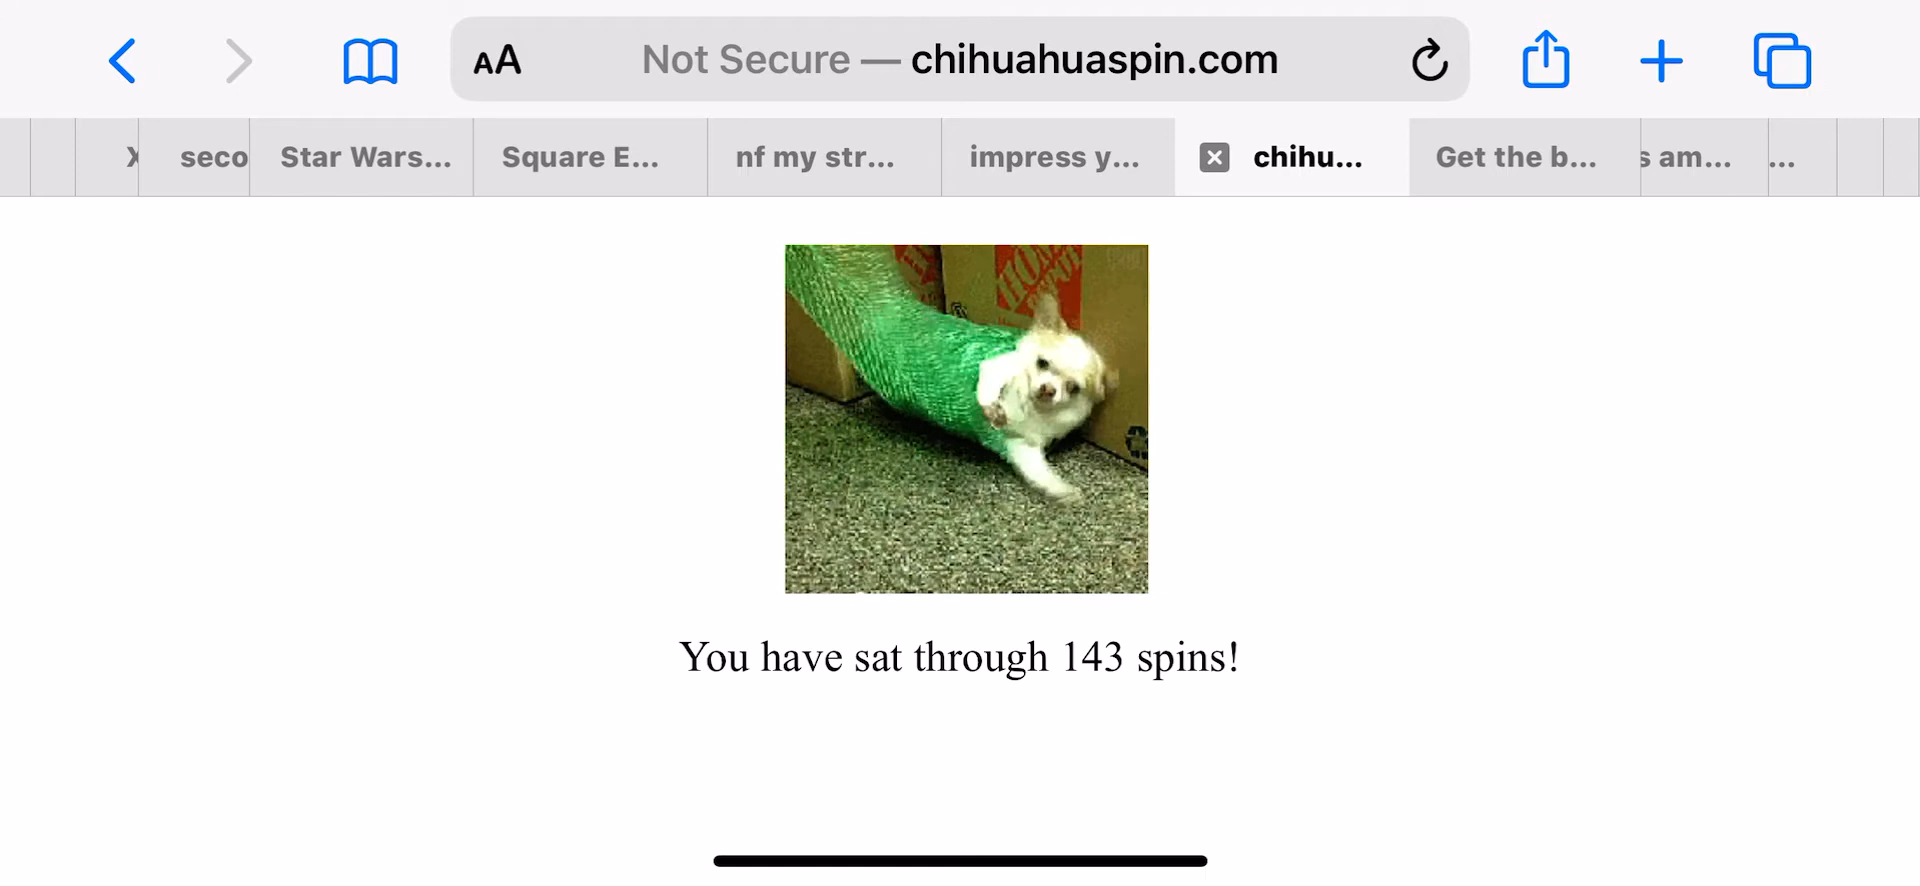 AA Not Secure — chihuahuaspin.com
seco Star Wars... Square E... nf my str... impress y... chihu... Get the b... s am... ...
You have sat through 143 spins!